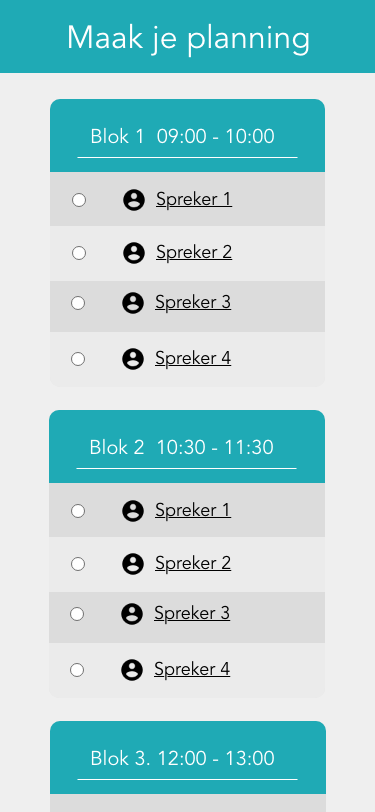 Maak je planning
Blok 1  09:00 - 10:00
Spreker 1
Spreker 2
Spreker 3
Spreker 4
Blok 2  10:30 - 11:30
Spreker 1
Spreker 2
Spreker 3
Spreker 4
Blok 3. 12:00 - 13:00